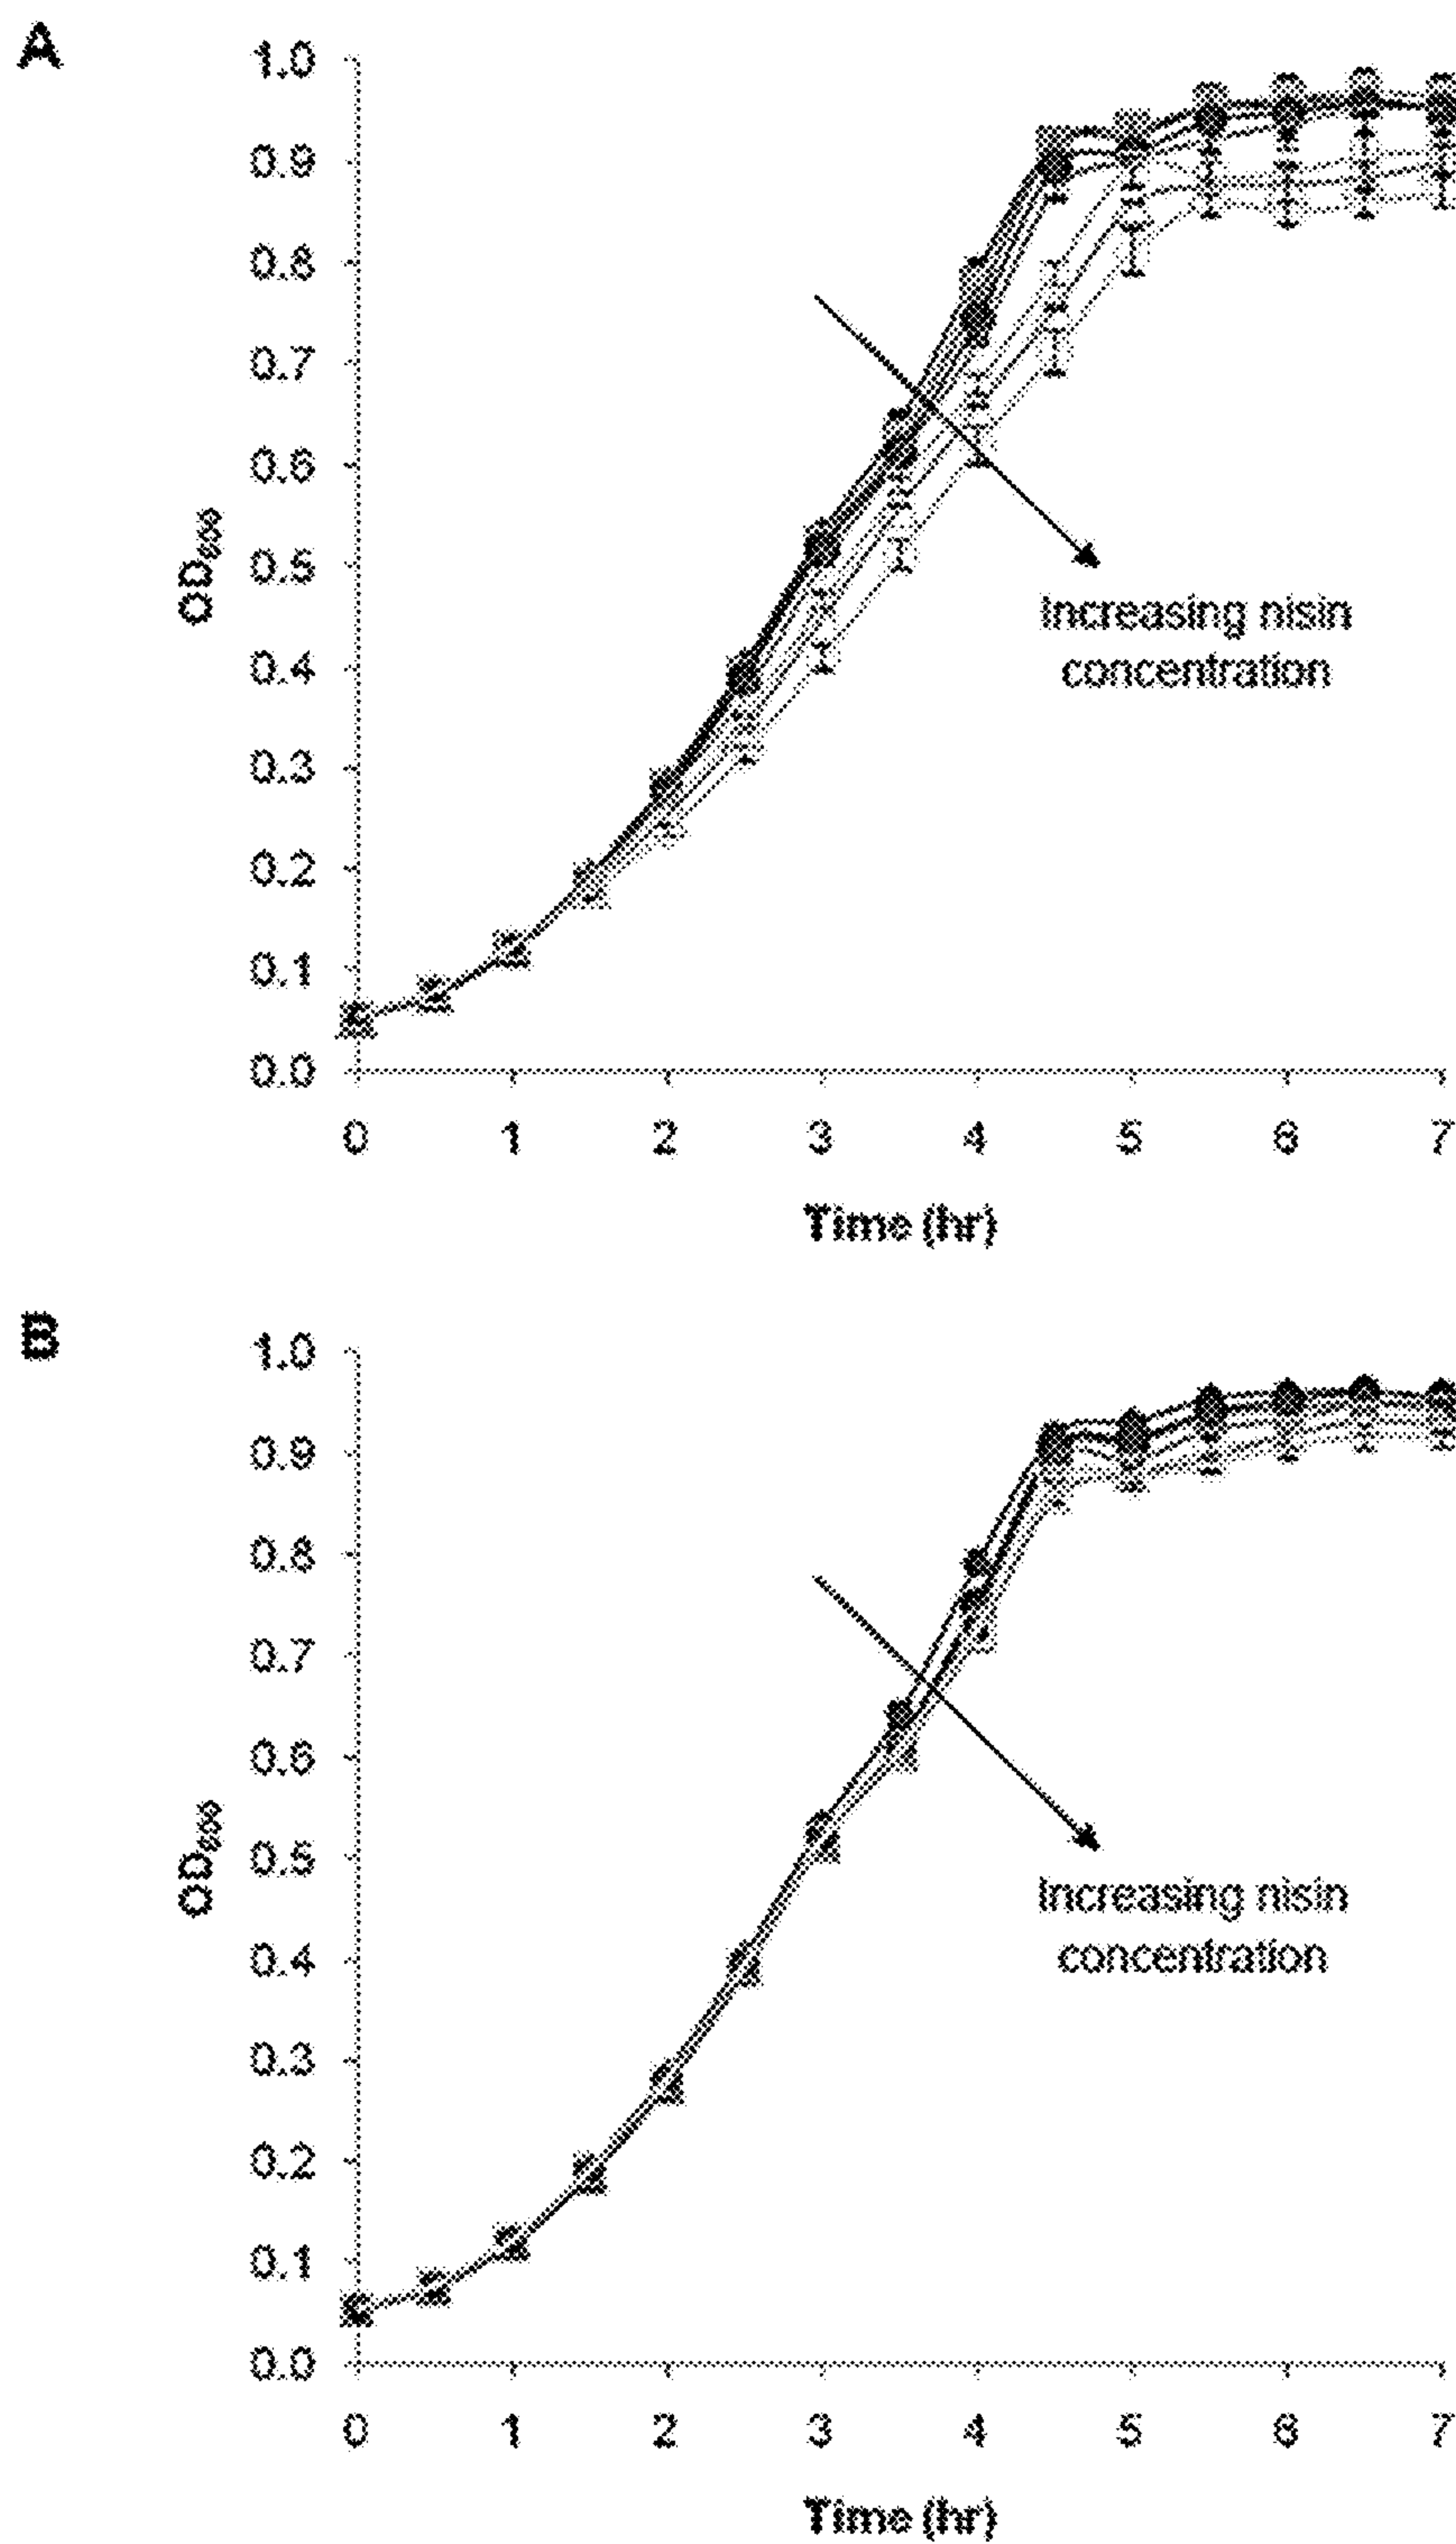 A
1.0
0.9
0.8
0.7
0.6
0.5
0.4
0.3
0.2
0.1
0.0
OD600
Increasing nisin
concentration
0 1 2 3 4 5 6 7
Time (hr)
B
1.0
0.9
0.8
0.7
0.6
0.5
0.4
0.3
0.2
0.1
0.0
OD600
Increasing nisin
concentration
0 1 2 3 4 5 6 7
Time (hr)